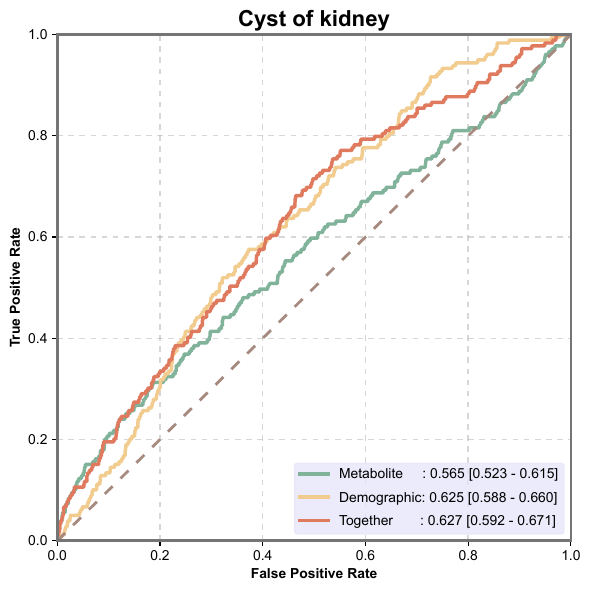 Cyst of kidney
True Positive Rate
1.0
0.8
0.6
0.4
0.2
0.0
Metabolite : 0.565 [0.523 - 0.615]
Demographic: 0.625 [0.588 - 0.660]
Together : 0.627 [0.592 - 0.671]
0.0 0.2 0.4 0.6 0.8 1.0
False Positive Rate